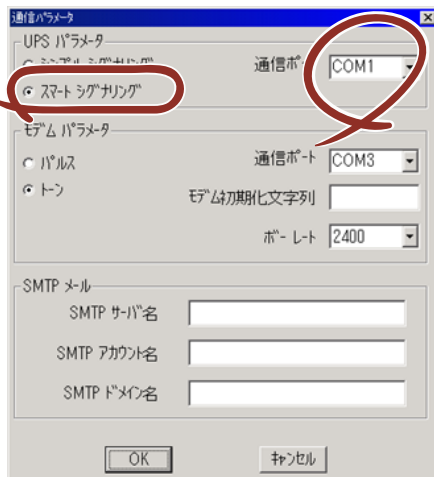 通信パラメータ
UPS パラメータ
シンプル シグナリング
通信ポート
COM1
スマート シグナリング
モデム パラメータ
パルス
通信ポート
COM3
トーン
モデム初期化文字列
ボー レート
2400
SMTP メール
SMTP サーバ名
SMTP アカウント名
SMTP ドメイン名
OK
キャンセル